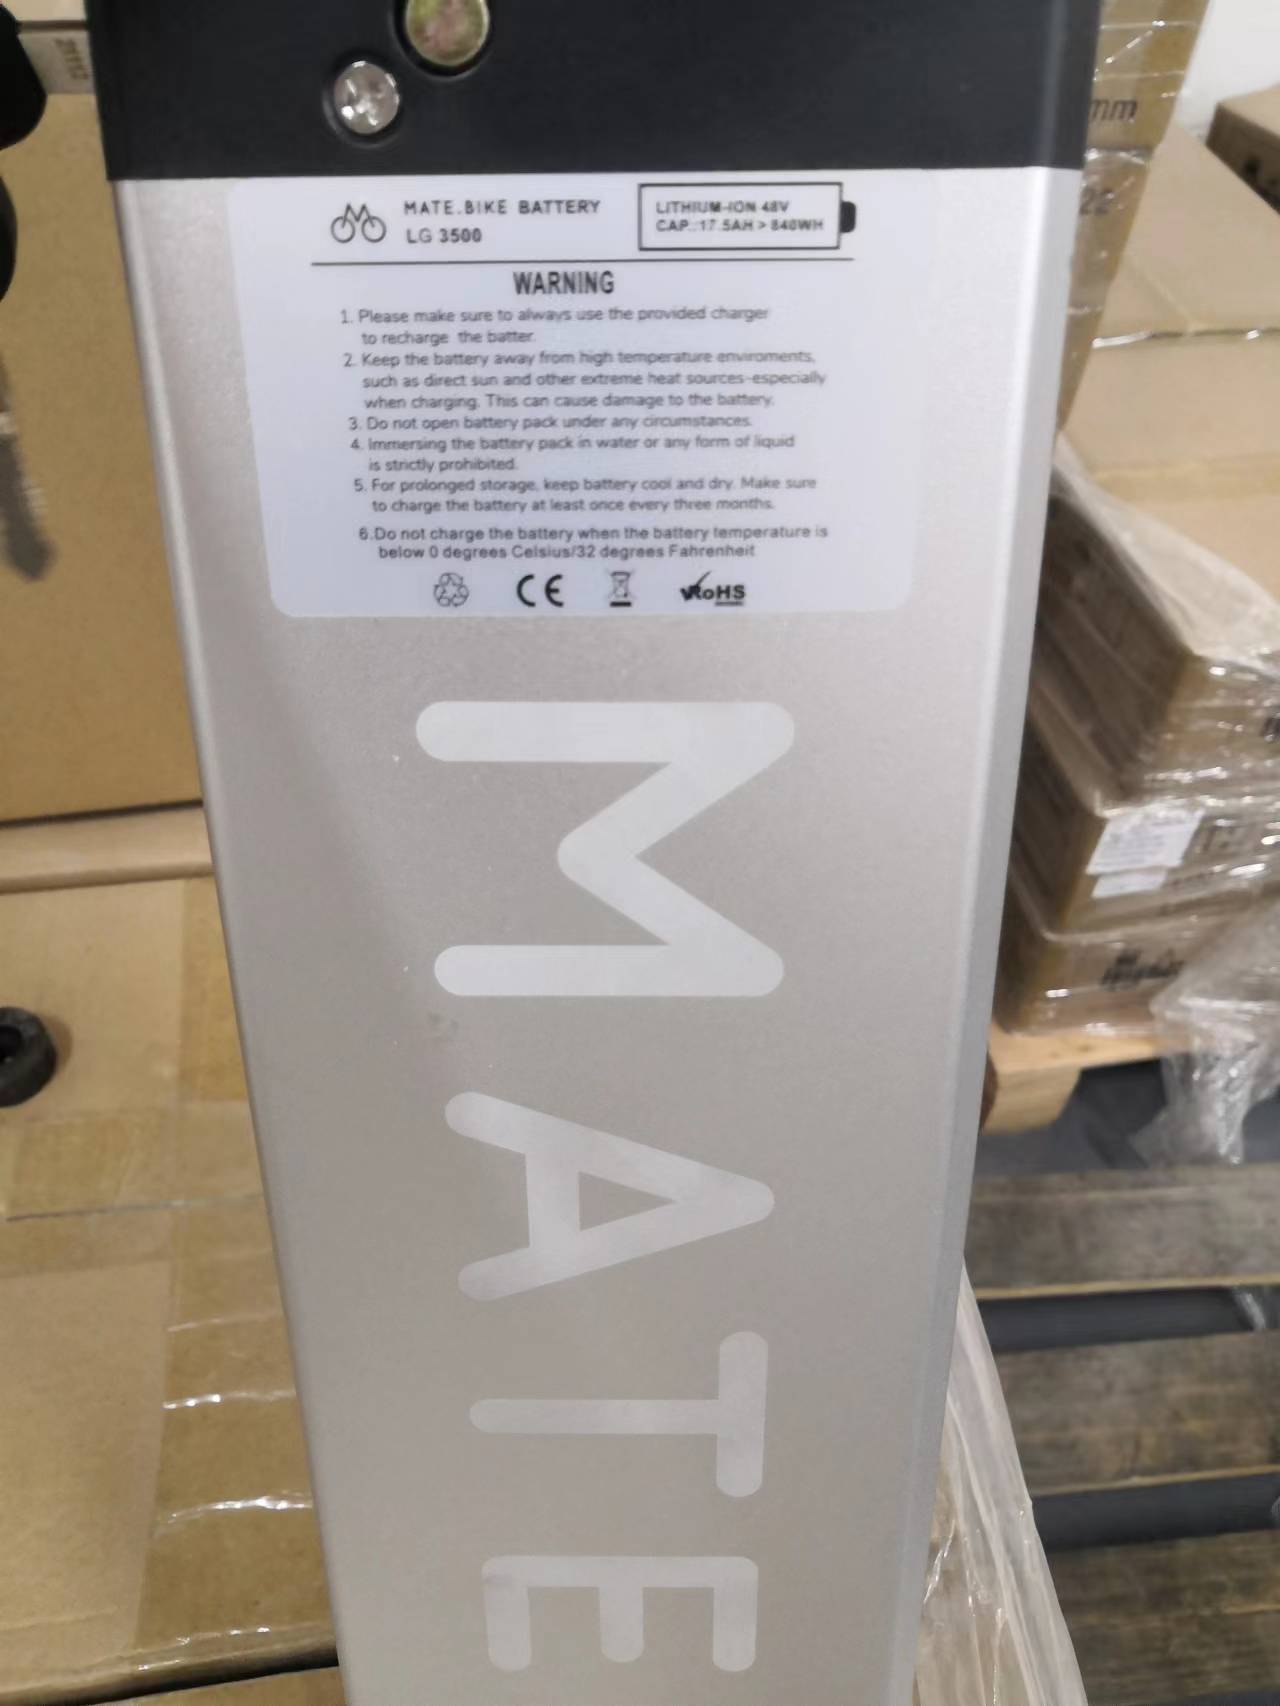 MATE.BIKE BATTERY
LG 3500
LITHIUM-ION 48V
CAP.:17.5AH > 840WH
WARNING
1. Please make sure to always use the provided charger
to recharge the batter.
2. Keep the battery away from high temperature enviroments,
such as direct sun and other extreme heat sources-especially
when charging. This can cause damage to the battery.
3. Do not open battery pack under any circumstances.
4. Immersing the battery pack in water or any form of liquid
is strictly prohibited.
5. For prolonged storage, keep battery cool and dry. Make sure
to charge the battery at least once every three months.
6.Do not charge the battery when the battery temperature is
below 0 degrees Celsius/32 degrees Fahrenheit
CE
RoHS
MATE
mm
22